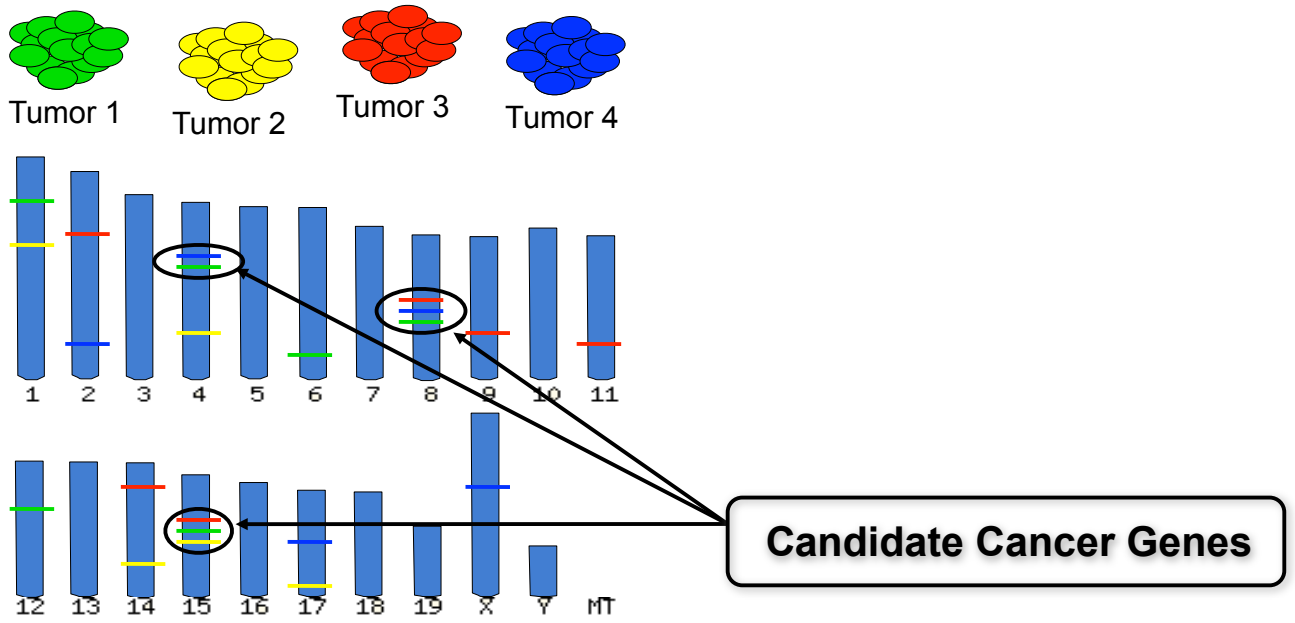 Tumor 1
Tumor 2
Tumor 3
Tumor 4
1 2 3 4 5 6 7 8 9 10 11
12 13 14 15 16 17 18 19 X Y MT
Candidate Cancer Genes